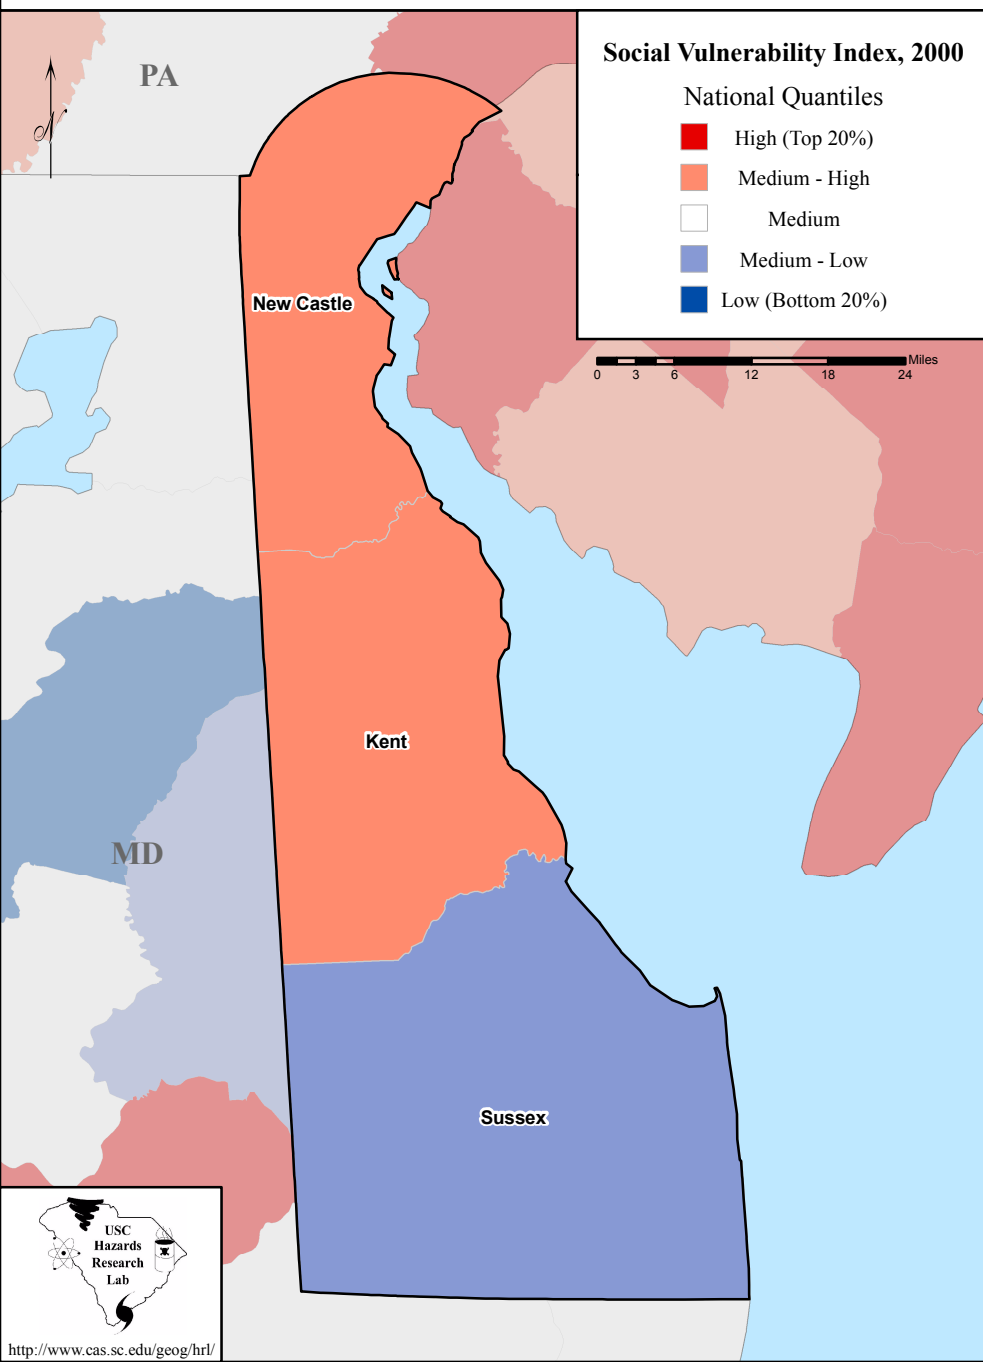 Social Vulnerability Index, 2000
National Quantiles
High (Top 20%)
Medium - High
Medium
Medium - Low
Low (Bottom 20%)
Miles
0 3 6 12 18 24
PA
N
New Castle
Kent
MD
Sussex
USC
Hazards
Research
Lab
http://www.cas.sc.edu/geog/hrl/